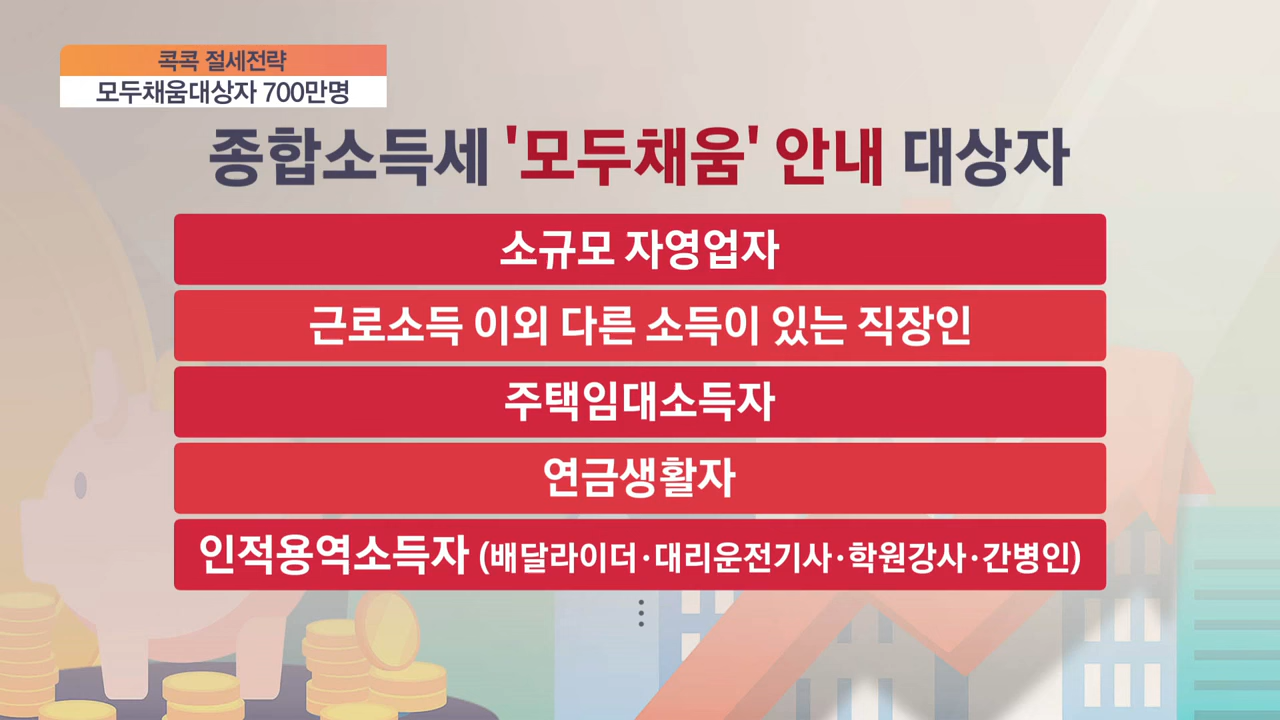 콕콕 절세전략
모두채움대상자 700만명
종합소득세 '모두채움' 안내 대상자
소규모 자영업자
근로소득 이외 다른 소득이 있는 직장인
주택임대소득자
연금생활자
인적용역소득자 (배달라이더·대리운전기사·학원강사·간병인)
⋮